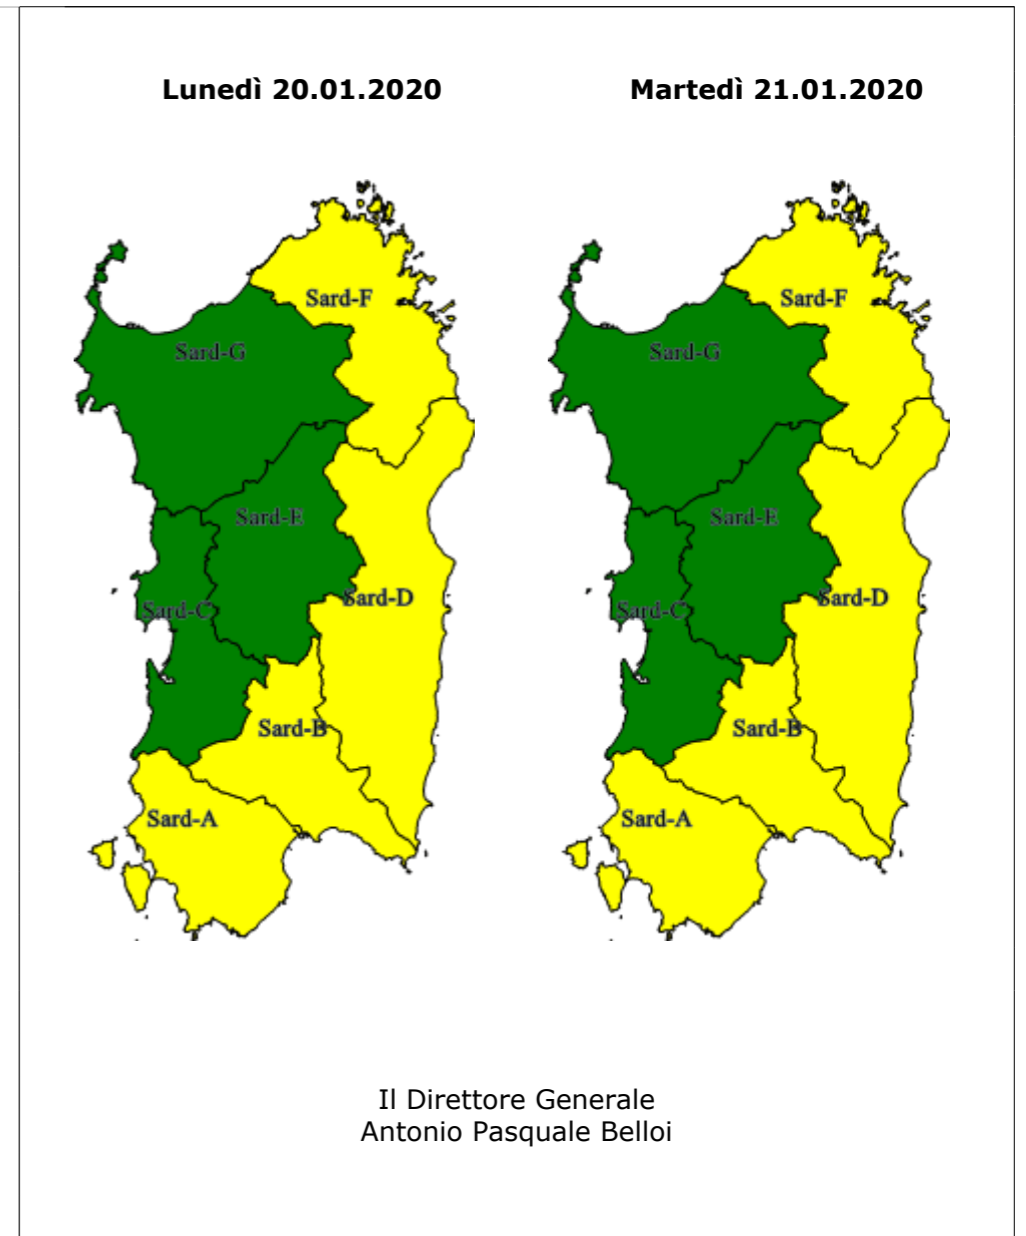 Lunedì 20.01.2020
Martedì 21.01.2020
Sard-F
Sard-G
Sard-E
Sard-D
Sard-C
Sard-B
Sard-A
Sard-F
Sard-G
Sard-E
Sard-D
Sard-C
Sard-B
Sard-A
Il Direttore Generale
Antonio Pasquale Belloi